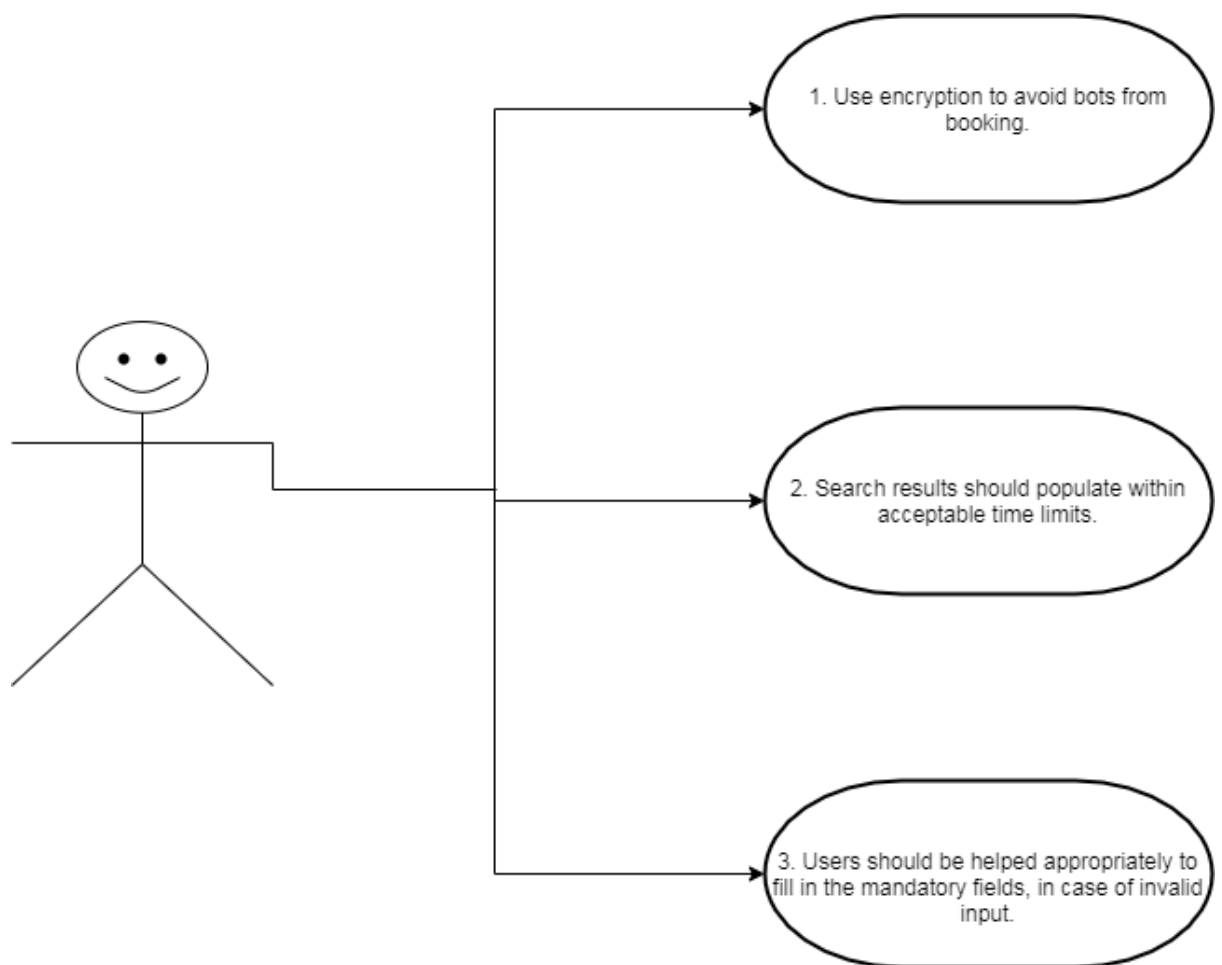 1. Use encryption to avoid bots from
booking.
2. Search results should populate within
acceptable time limits.
3. Users should be helped appropriately to
fill in the mandatory fields, in case of invalid
input.